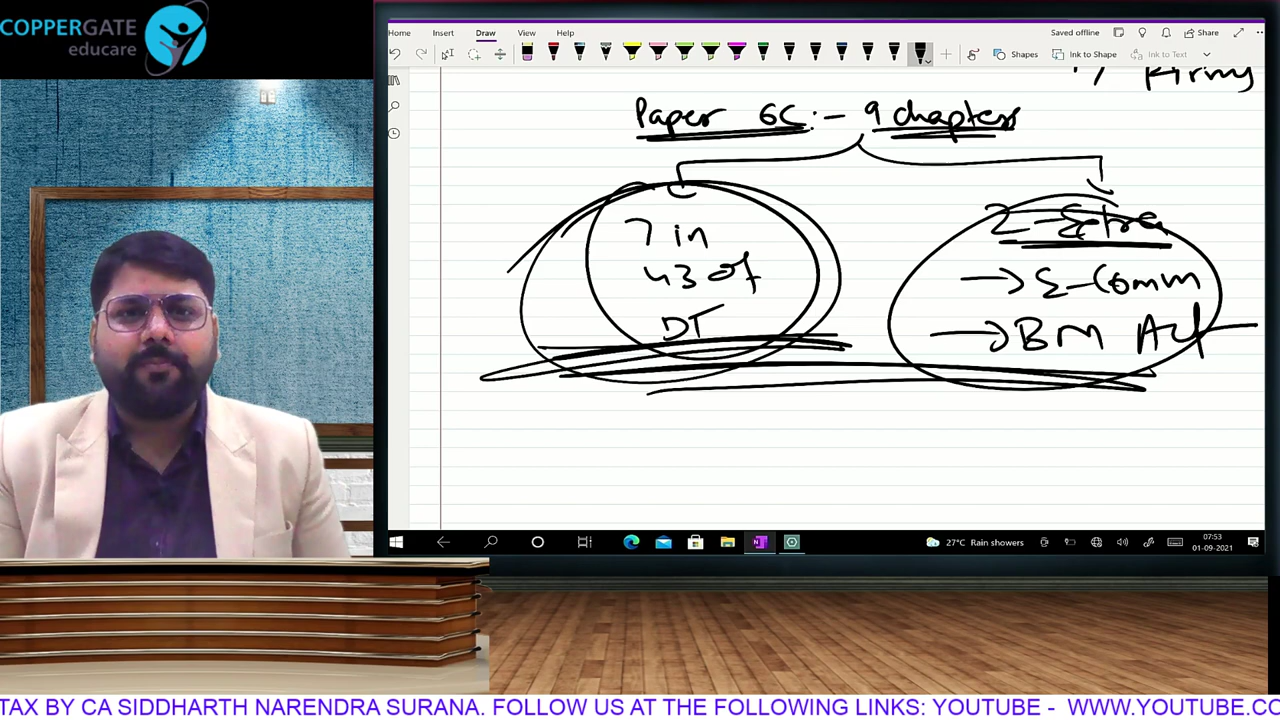 COPPERGATE
educare
Home Insert Draw View Help
Saved offline Share
Shapes Ink to Shape Ink to Text
Paper 6C:- 9 chapters
7 in
43 of
DT
2-Extra
→ E-Comm
→ BM Act
27°C Rain showers
07:53
01-09-2021
TAX BY CA SIDDHARTH NARENDRA SURANA. FOLLOW US AT THE FOLLOWING LINKS: YOUTUBE - WWW.YOUTUBE.CO